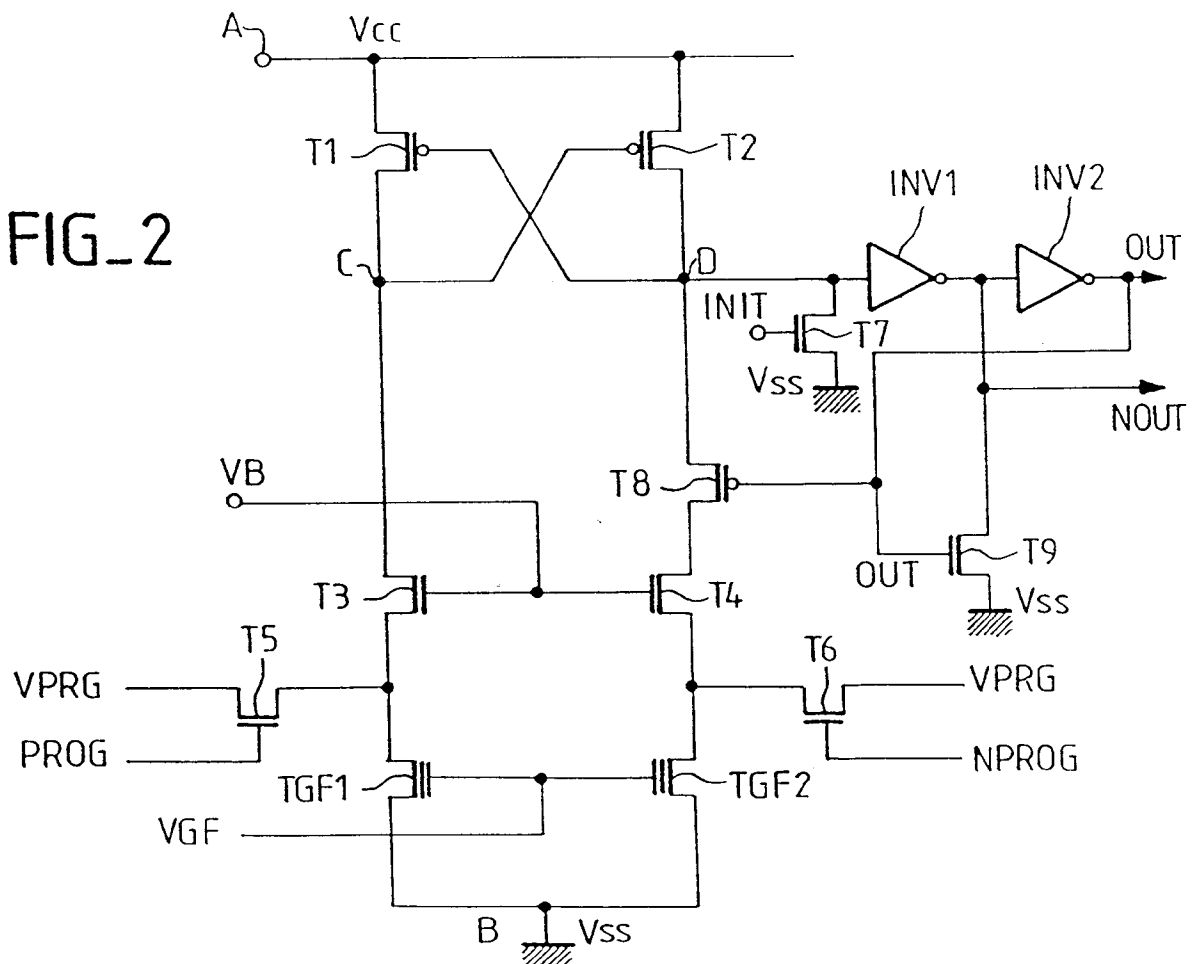 A
Vcc
T1
T2
INV1
INV2
FIG_2
C
D
OUT
INIT
T7
Vss
NOUT
VB
T8
T3
T4
OUT
T9
Vss
T5
T6
VPRG
VPRG
PROG
NPROG
TGF1
TGF2
VGF
B
Vss